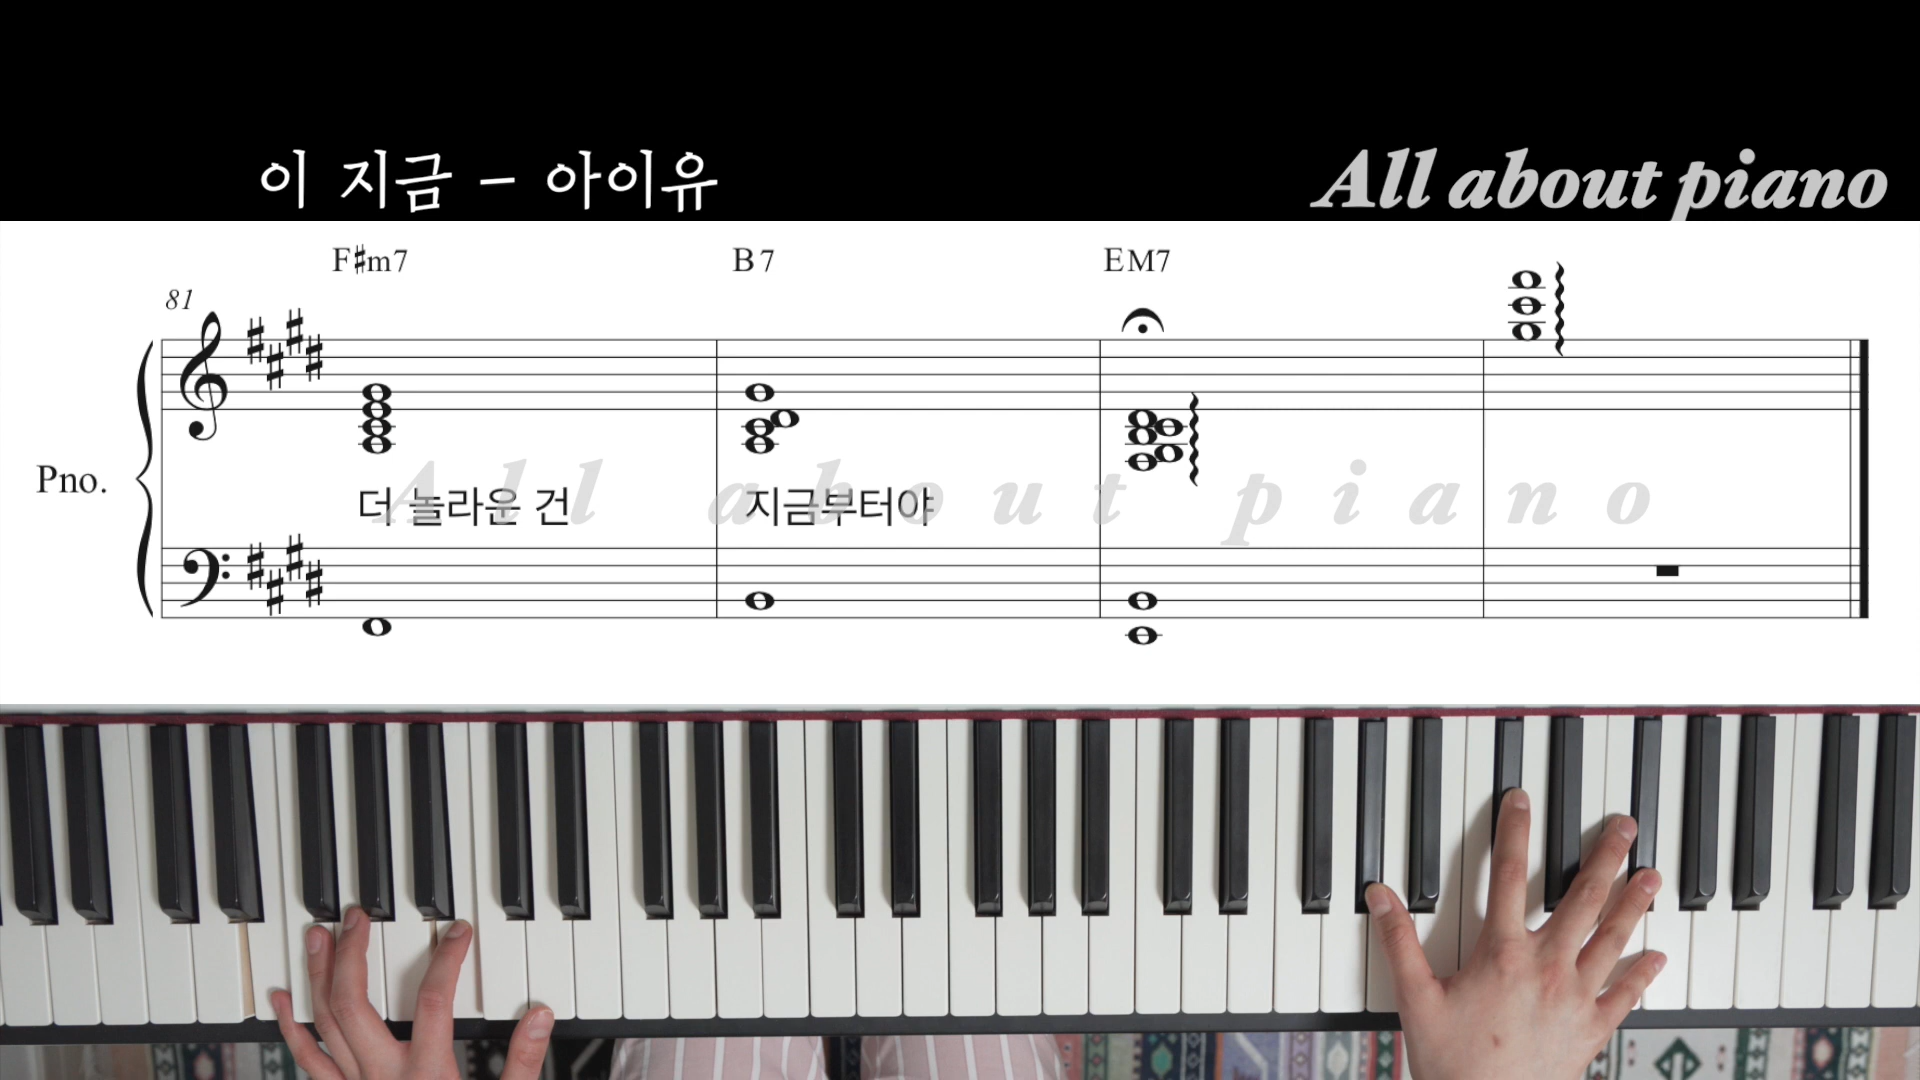 이 지금 - 아이유
All about piano
F#m7 B7 EM7
81
Pno.
더 놀라운 건 지금부터야
All about piano